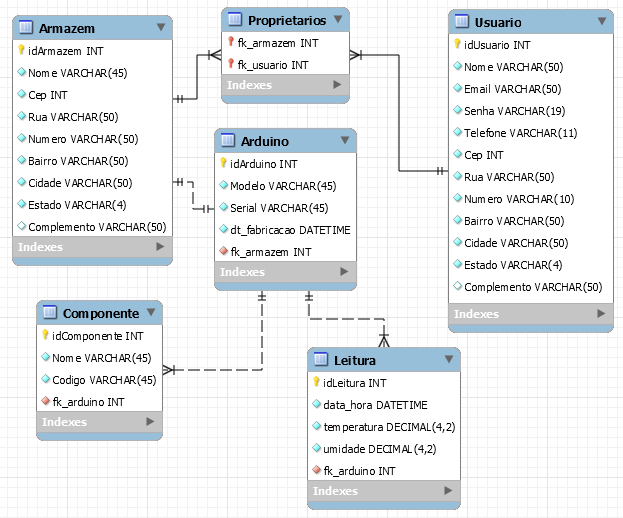 Armazem
idArmazem INT
Nome VARCHAR(45)
Cep INT
Rua VARCHAR(50)
Numero VARCHAR(50)
Bairro VARCHAR(50)
Cidade VARCHAR(50)
Estado VARCHAR(4)
Complemento VARCHAR(50)
Indexes
Proprietarios
fk_armazem INT
fk_usuario INT
Indexes
Usuario
idUsuario INT
Nome VARCHAR(50)
Email VARCHAR(50)
Senha VARCHAR(19)
Telefone VARCHAR(11)
Cep INT
Rua VARCHAR(50)
Numero VARCHAR(10)
Bairro VARCHAR(50)
Cidade VARCHAR(50)
Estado VARCHAR(4)
Complemento VARCHAR(50)
Indexes
Arduino
idArduino INT
Modelo VARCHAR(45)
Serial VARCHAR(45)
dt_fabricacao DATETIME
fk_armazem INT
Indexes
Componente
idComponente INT
Nome VARCHAR(45)
Codigo VARCHAR(45)
fk_arduino INT
Indexes
Leitura
idLeitura INT
data_hora DATETIME
temperatura DECIMAL(4,2)
umidade DECIMAL(4,2)
fk_arduino INT
Indexes